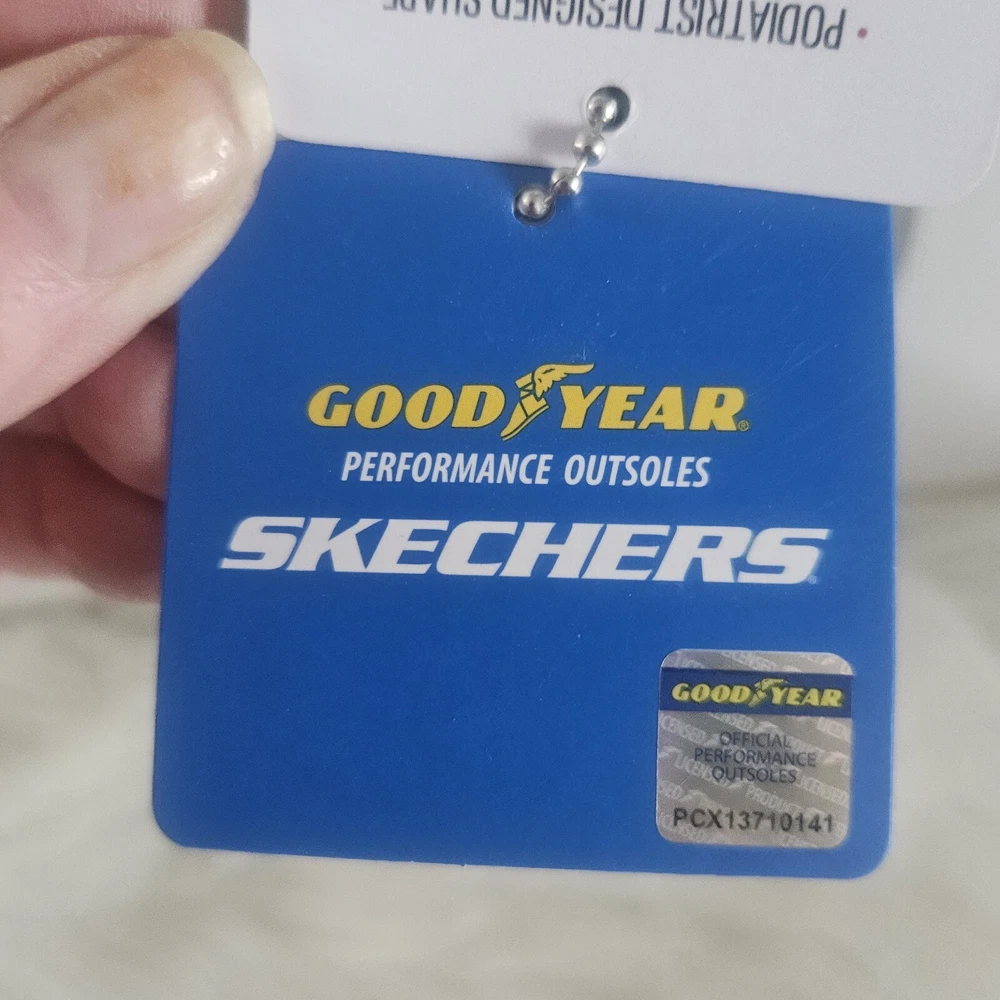 • PODIATRIST DESIGNED SHAPE
GOODYEAR®
PERFORMANCE OUTSOLES
SKECHERS
GOODYEAR
OFFICIAL
PERFORMANCE
OUTSOLES
PCX13710141